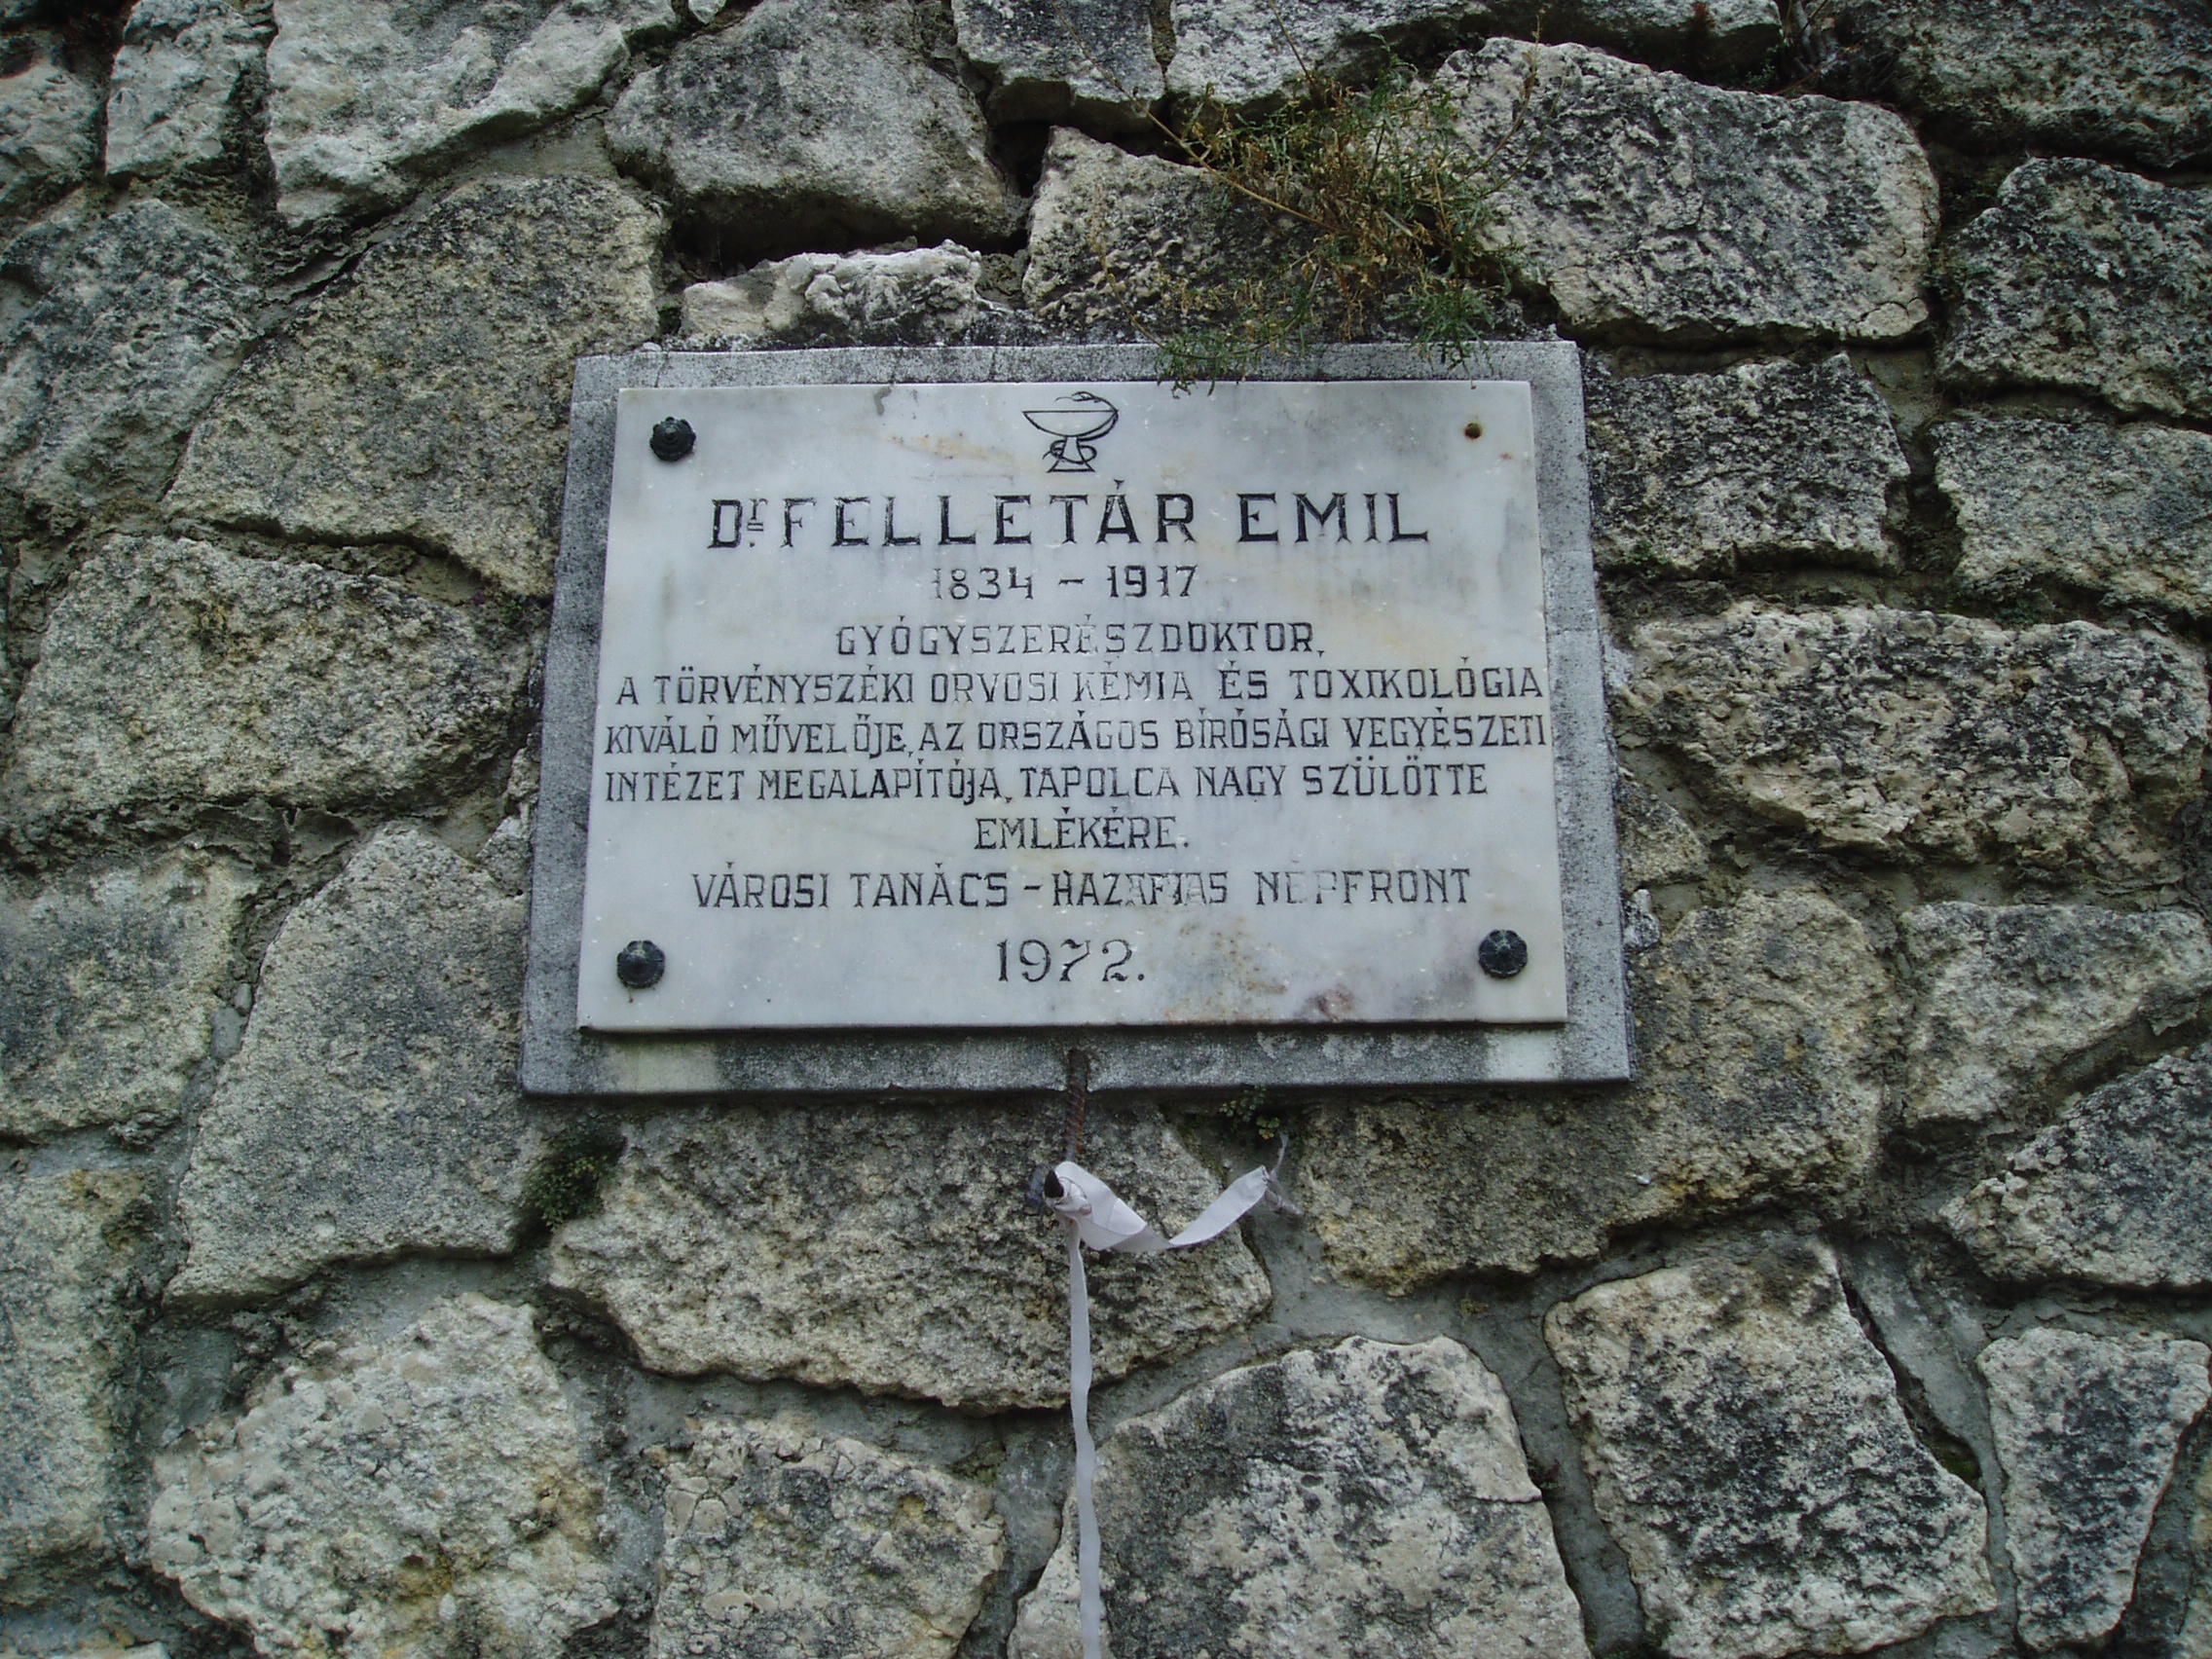 Dr. FELLETÁR EMIL
1834 - 1917
GYÓGYSZERÉSZDOKTOR,
A TÖRVÉNYSZÉKI ORVOSI KÉMIA ÉS TOXIKOLÓGIA
KIVÁLÓ MŰVELŐJE, AZ ORSZÁGOS BÍRÓSÁGI VEGYÉSZETI
INTÉZET MEGALAPÍTÓJA, TAPOLCA NAGY SZÜLÖTTE
EMLÉKÉRE.
VÁROSI TANÁCS - HAZAFIAS NÉPFRONT
1972.